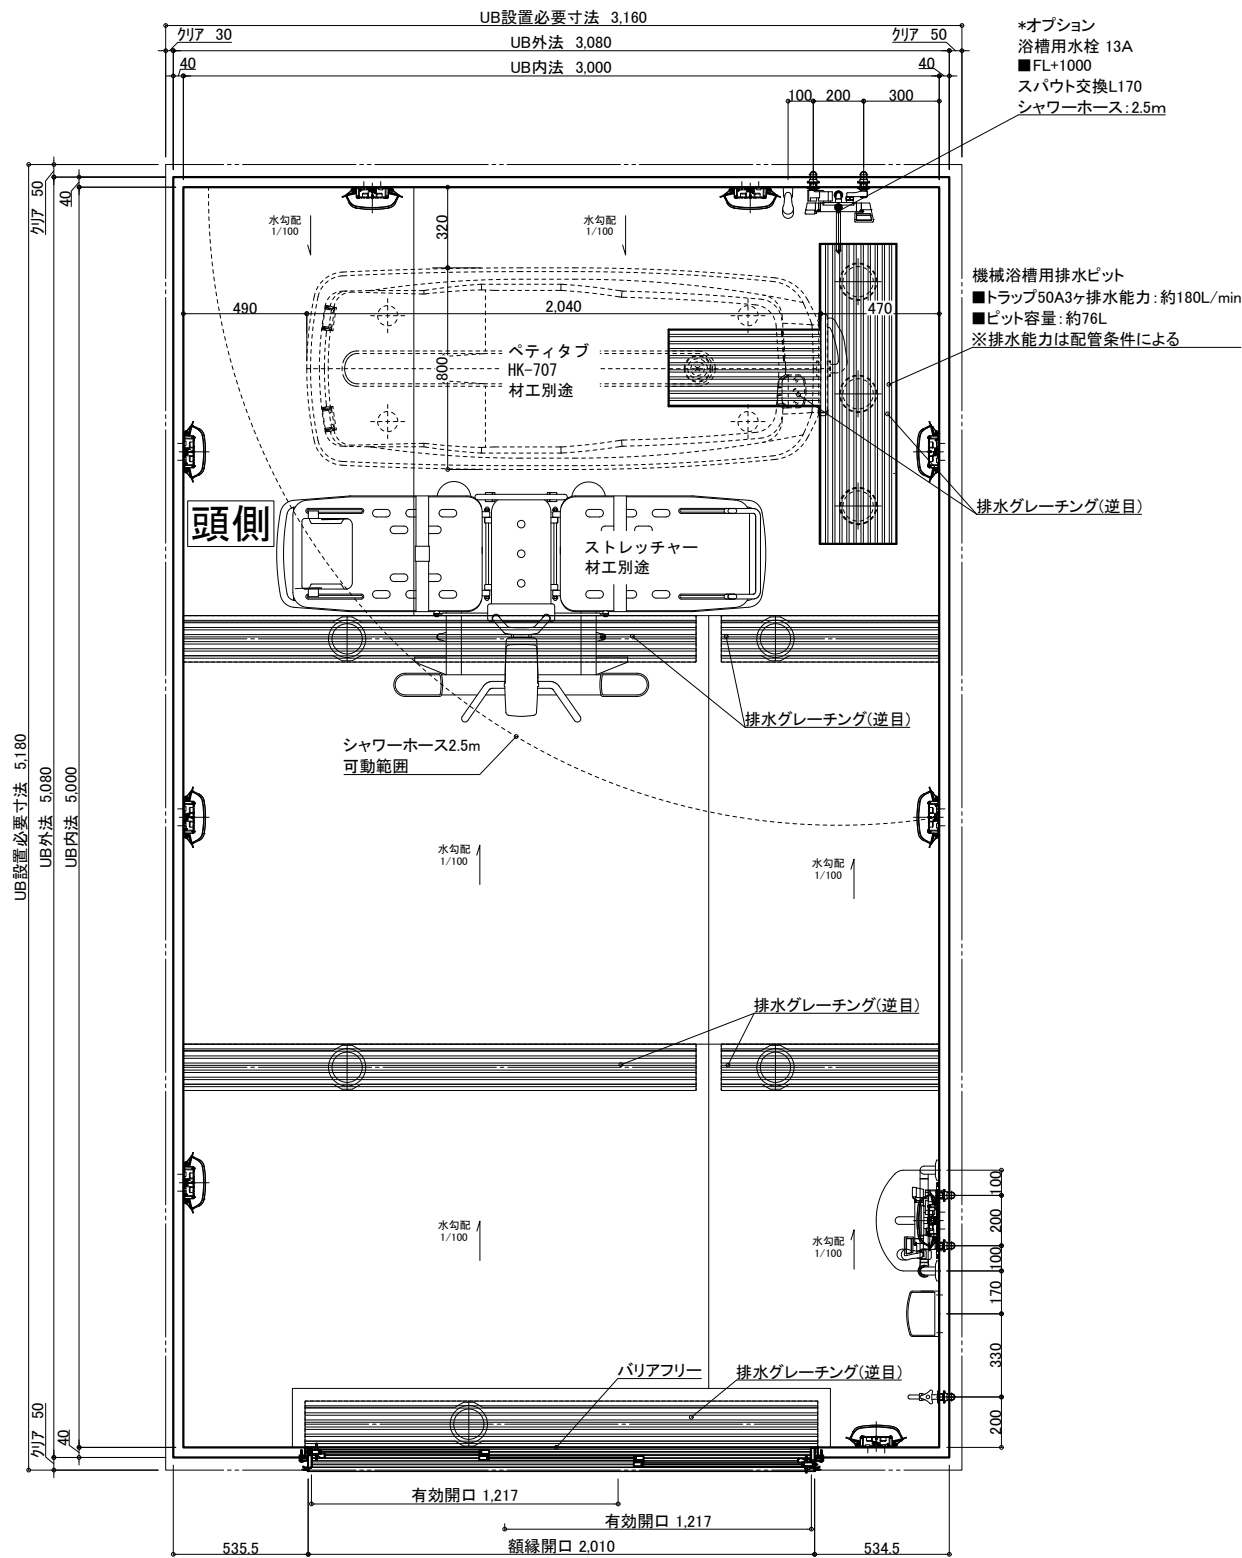 UB設置必要寸法 3,160
クリア 30
UB外法 3,080
クリア 50
40
UB内法 3,000
40
*オプション
浴槽用水栓 13A
■FL+1000
スパウト交換L170
シャワーホース:2.5m
100
200
300
クリア 50
40
水勾配
1/100
320
水勾配
1/100
機械浴槽用排水ピット
■トラップ50A3ヶ排水能力:約180L/min
■ピット容量:約76L
※排水能力は配管条件による
490
2,040
470
ペティタブ
HK-707
材工別途
800
頭側
ストレッチャー
材工別途
排水グレーチング(逆目)
排水グレーチング(逆目)
シャワーホース2.5m
可動範囲
UB設置必要寸法 5,180
UB外法 5,080
UB内法 5,000
水勾配
1/100
水勾配
1/100
排水グレーチング(逆目)
水勾配
1/100
水勾配
1/100
100
200
100
170
330
200
バリアフリー
排水グレーチング(逆目)
クリア 50
40
有効開口 1,217
有効開口 1,217
535.5
額縁開口 2,010
534.5